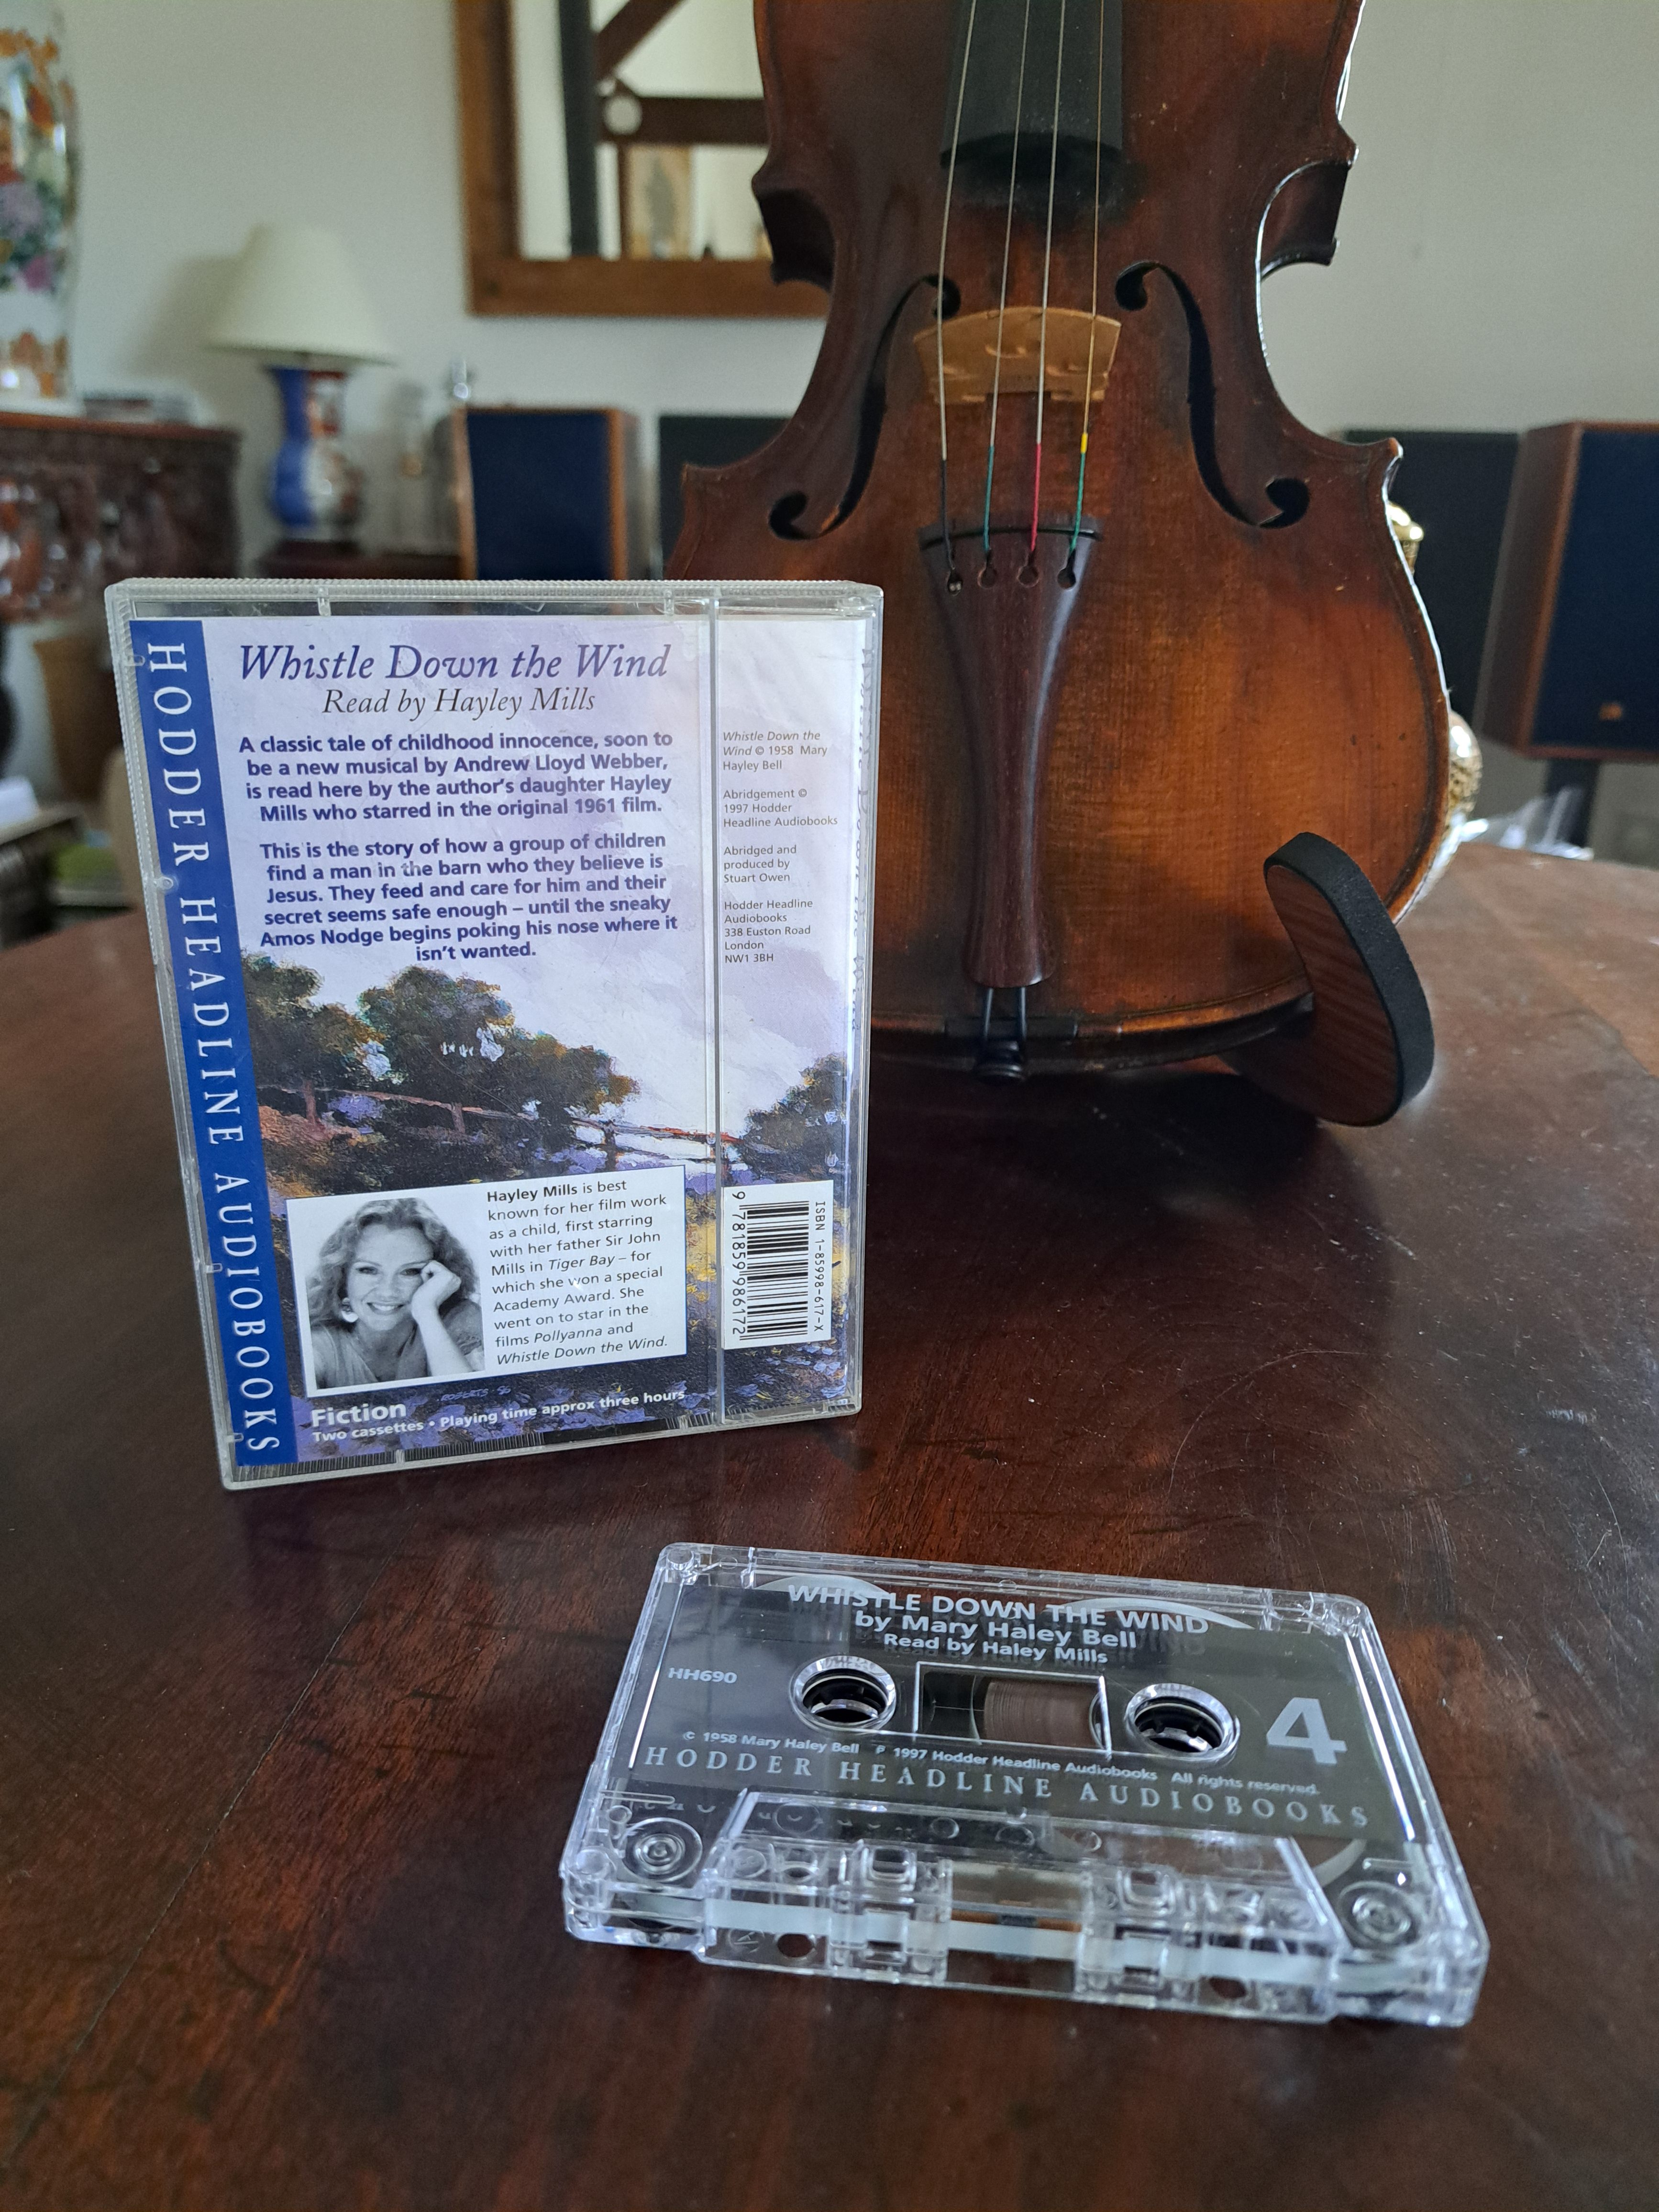 HODDER HEADLINE AUDIOBOOKS
Whistle Down the Wind
Read by Hayley Mills
A classic tale of childhood innocence, soon to
be a new musical by Andrew Lloyd Webber,
is read here by the author's daughter Hayley
Mills who starred in the original 1961 film.
This is the story of how a group of children
find a man in the barn who they believe is
Jesus. They feed and care for him and their
secret seems safe enough – until the sneaky
Amos Nodge begins poking his nose where it
isn't wanted.
Hayley Mills is best
known for her film work
as a child, first starring
with her father Sir John
Mills in Tiger Bay – for
which she won a special
Academy Award. She
went on to star in the
films Pollyanna and
Whistle Down the Wind.
Fiction
Two cassettes • Playing time approx three hours
Whistle Down the
Wind © 1958 Mary
Hayley Bell
Abridgement ©
1997 Hodder
Headline Audiobooks
Abridged and
produced by
Stuart Owen
Hodder Headline
Audiobooks
338 Euston Road
London
NW1 3BH
ISBN 1-85998-617-X
9 781859 986172
WHISTLE DOWN THE WIND
by Mary Haley Bell
Read by Haley Mills
HH690
4
© 1958 Mary Haley Bell ℗ 1997 Hodder Headline Audiobooks All rights reserved.
HODDER HEADLINE AUDIOBOOKS